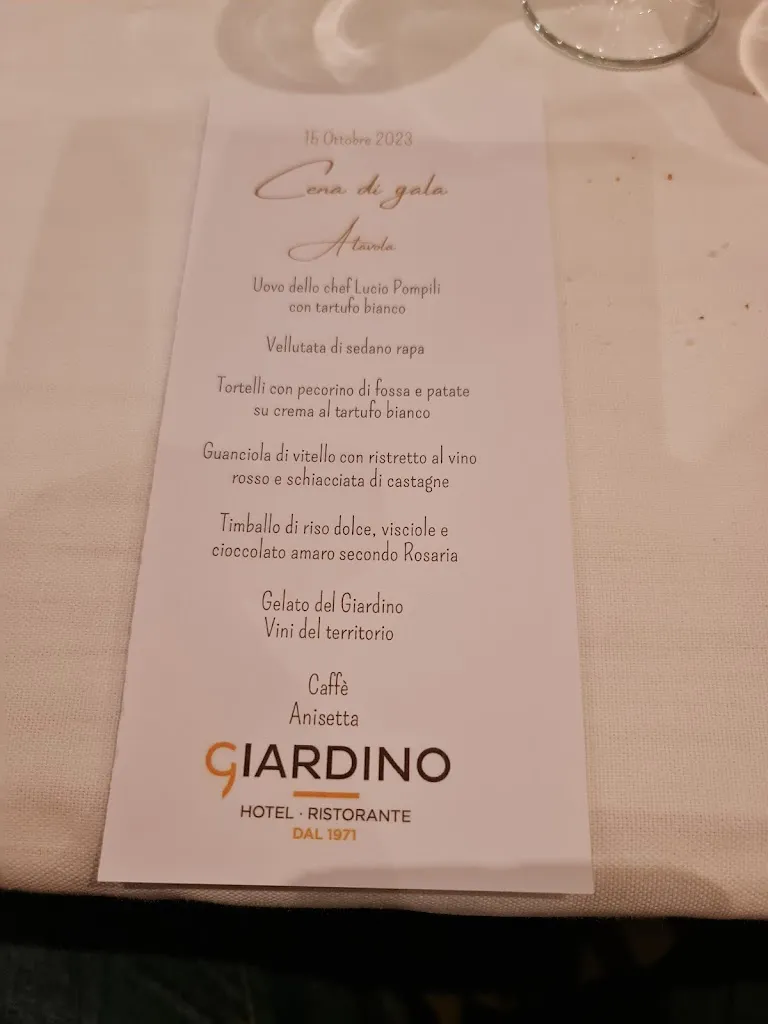 15 Ottobre 2023
Cena di gala
A tavola
Uovo dello chef Lucio Pompili
con tartufo bianco
Vellutata di sedano rapa
Tortelli con pecorino di fossa e patate
su crema al tartufo bianco
Guanciola di vitello con ristretto al vino
rosso e schiacciata di castagne
Timballo di riso dolce, visciole e
cioccolato amaro secondo Rosaria
Gelato del Giardino
Vini del territorio
Caffè
Anisetta
GIARDINO
HOTEL · RISTORANTE
DAL 1971